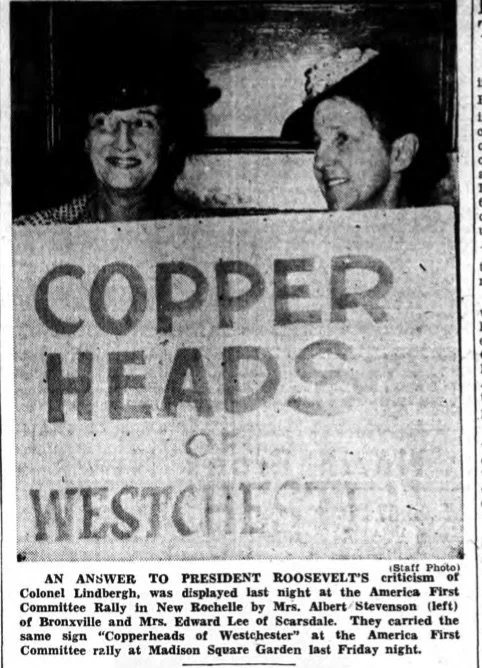 COPPER
HEADS
OF
WESTCHESTER
(Staff Photo)
AN ANSWER TO PRESIDENT ROOSEVELT'S criticism of
Colonel Lindbergh, was displayed last night at the America First
Committee Rally in New Rochelle by Mrs. Albert Stevenson (left)
of Bronxville and Mrs. Edward Lee of Scarsdale. They carried the
same sign "Copperheads of Westchester" at the America First
Committee rally at Madison Square Garden last Friday night.